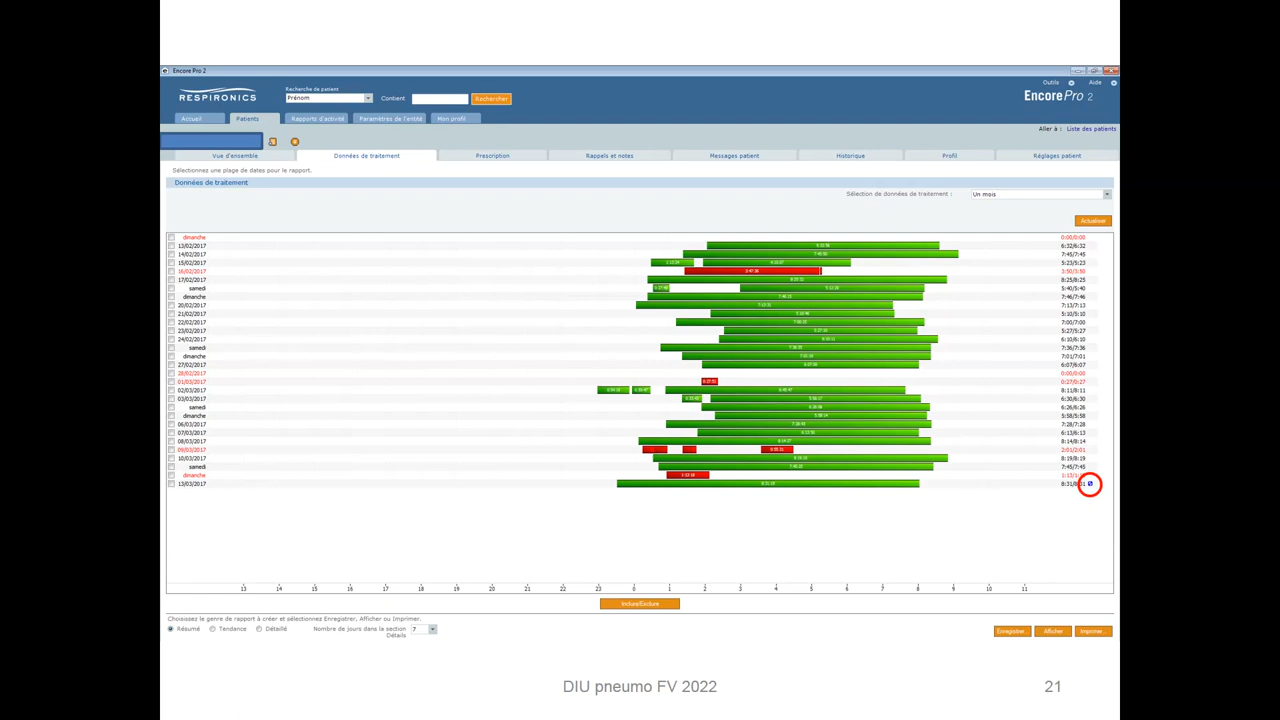 Encore Pro 2
RESPIRONICS
Recherche de patient
Prénom
Contient
Rechercher
Outils
Aide
EncorePro 2
Accueil
Patients
Rapports d'activité
Paramètres de l'entité
Mon profil
Aller à : Liste des patients
Vue d'ensemble
Données de traitement
Prescription
Rappels et notes
Messages patient
Historique
Profil
Réglages patient
Sélectionnez une plage de dates pour le rapport.
Données de traitement
Sélection de données de traitement :
Un mois
Actualiser
dimanche 0:00/0:00
13/02/2017 6:32/6:32
14/02/2017 7:45/7:45
15/02/2017 5:23/5:23
16/02/2017 3:50/3:50
17/02/2017 8:25/8:25
samedi 5:40/5:40
dimanche 7:46/7:46
20/02/2017 7:13/7:13
21/02/2017 5:10/5:10
22/02/2017 7:00/7:00
23/02/2017 5:27/5:27
24/02/2017 6:10/6:10
samedi 7:36/7:36
dimanche 7:01/7:01
27/02/2017 6:07/6:07
28/02/2017 0:00/0:00
01/03/2017 0:27/0:27
02/03/2017 8:11/8:11
03/03/2017 6:30/6:30
samedi 6:26/6:26
dimanche 5:58/5:58
06/03/2017 7:28/7:28
07/03/2017 6:13/6:13
08/03/2017 8:14/8:14
09/03/2017 2:01/2:01
10/03/2017 8:19/8:19
samedi 7:45/7:45
dimanche
13/03/2017 8:31/8:31
13 14 15 16 17 18 19 20 21 22 23 0 1 2 3 4 5 6 7 8 9 10 11
Inclure/Exclure
Choisissez le genre de rapport à créer et sélectionnez Enregistrer, Afficher ou Imprimer.
Résumé
Tendance
Détaillé
Nombre de jours dans la section
Détails
7
Enregistrer...
Afficher
Imprimer...
DIU pneumo FV 2022
21